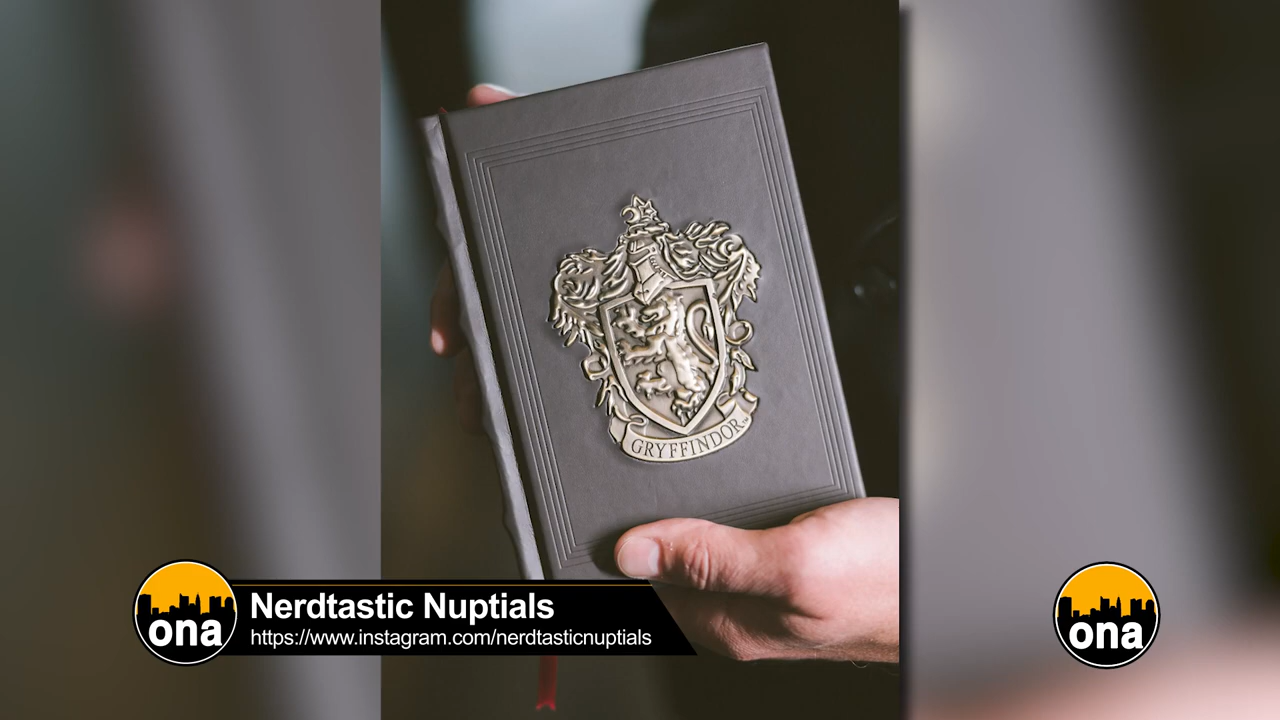 GRYFFINDOR
Nerdtastic Nuptials
https://www.instagram.com/nerdtasticnuptials
ona
ona